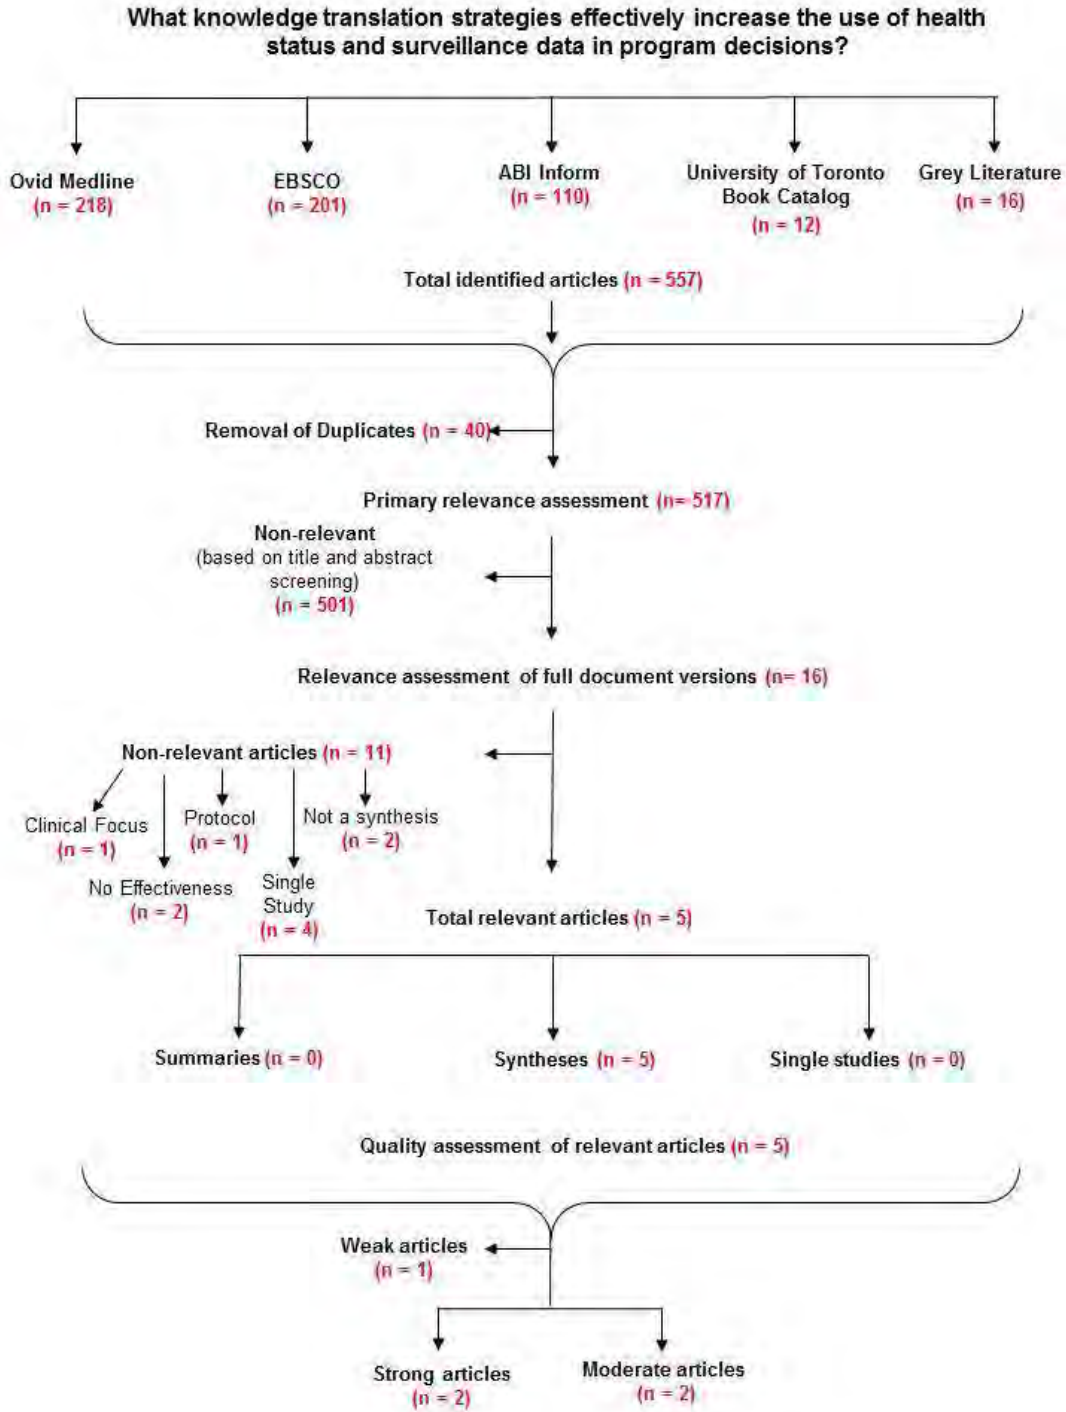 What knowledge translation strategies effectively increase the use of health
status and surveillance data in program decisions?
Ovid Medline
(n = 218)
EBSCO
(n = 201)
ABI Inform
(n = 110)
University of Toronto
Book Catalog
(n = 12)
Grey Literature
(n = 16)
Total identified articles (n = 557)
Removal of Duplicates (n = 40)
Primary relevance assessment (n= 517)
Non-relevant
(based on title and abstract
screening)
(n = 501)
Relevance assessment of full document versions (n= 16)
Non-relevant articles (n = 11)
Clinical Focus
(n = 1)
No Effectiveness
(n = 2)
Protocol
(n = 1)
Single
Study
(n = 4)
Not a synthesis
(n = 2)
Total relevant articles (n = 5)
Summaries (n = 0)
Syntheses (n = 5)
Single studies (n = 0)
Quality assessment of relevant articles (n = 5)
Weak articles
(n = 1)
Strong articles
(n = 2)
Moderate articles
(n = 2)